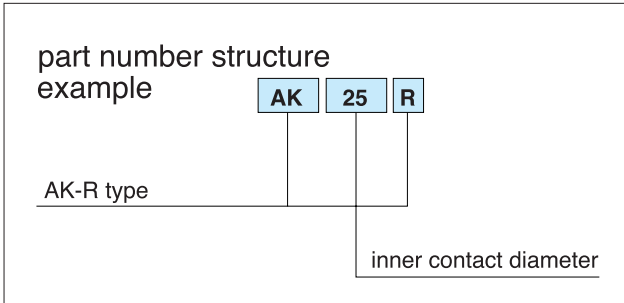 part number structure
example
AK 25 R
AK-R type
inner contact diameter